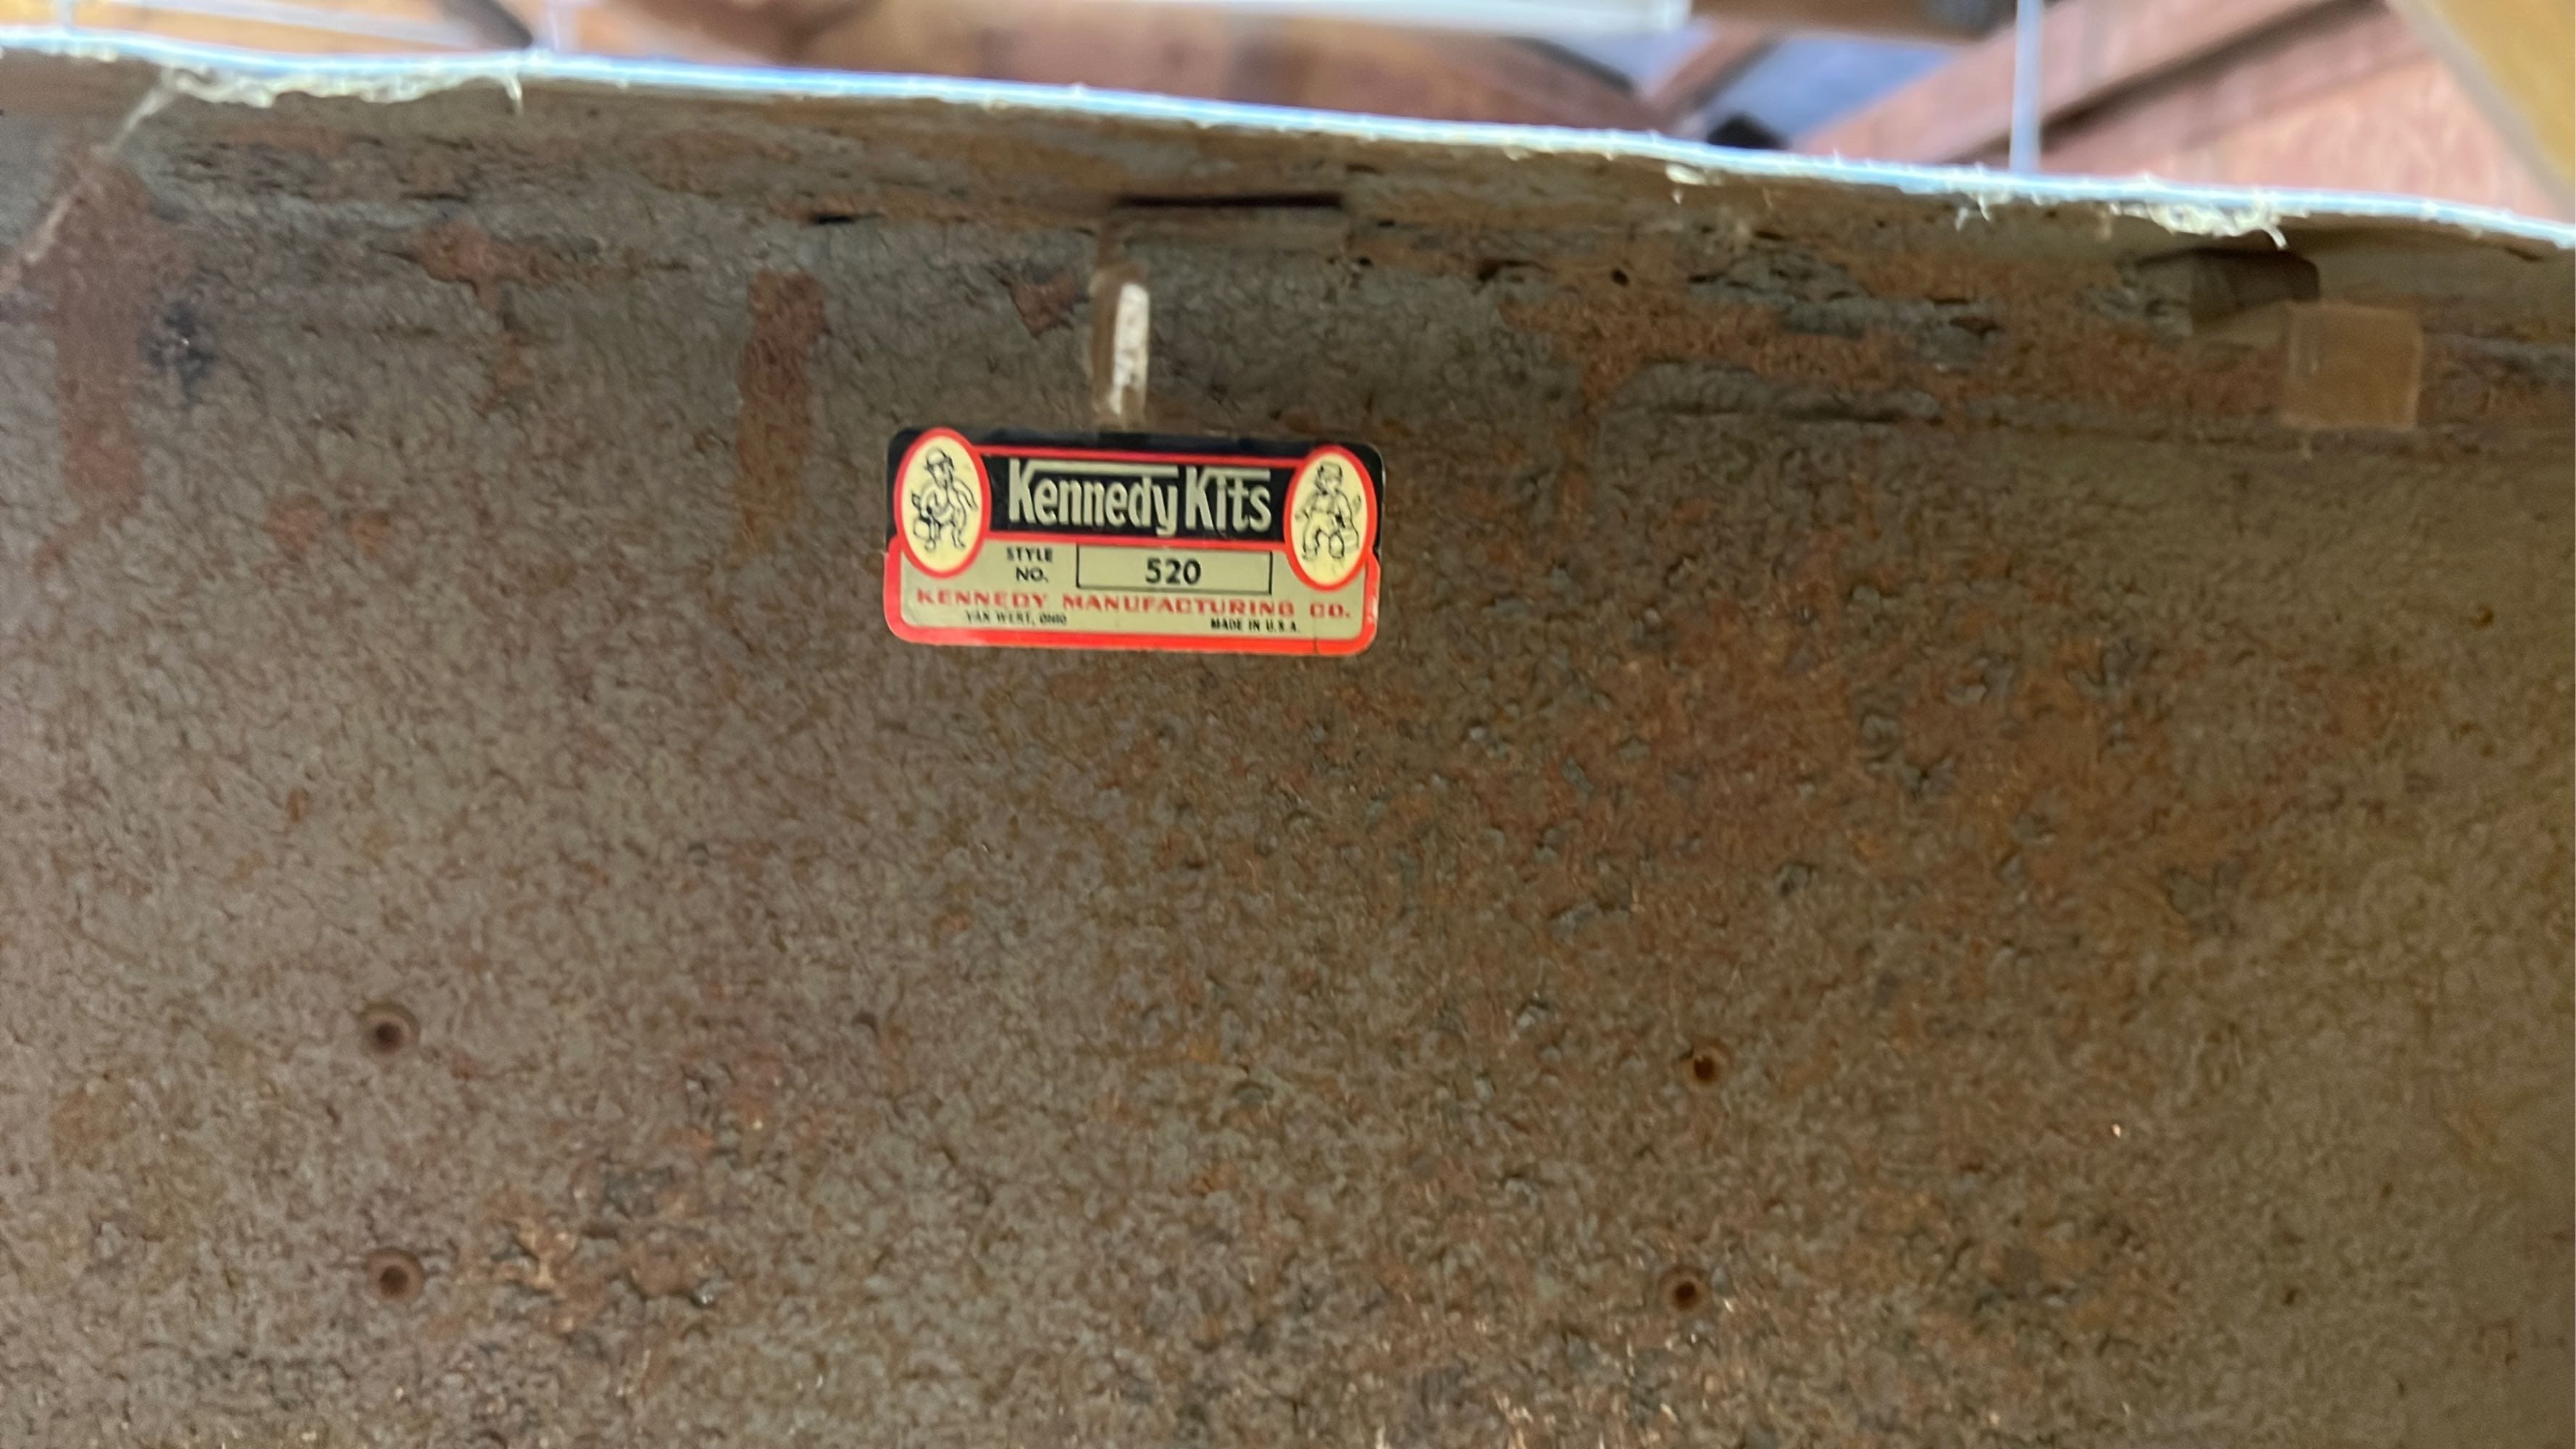 Kennedy Kits
STYLE NO. 520
KENNEDY MANUFACTURING CO.
VAN WERT, OHIO MADE IN U.S.A.